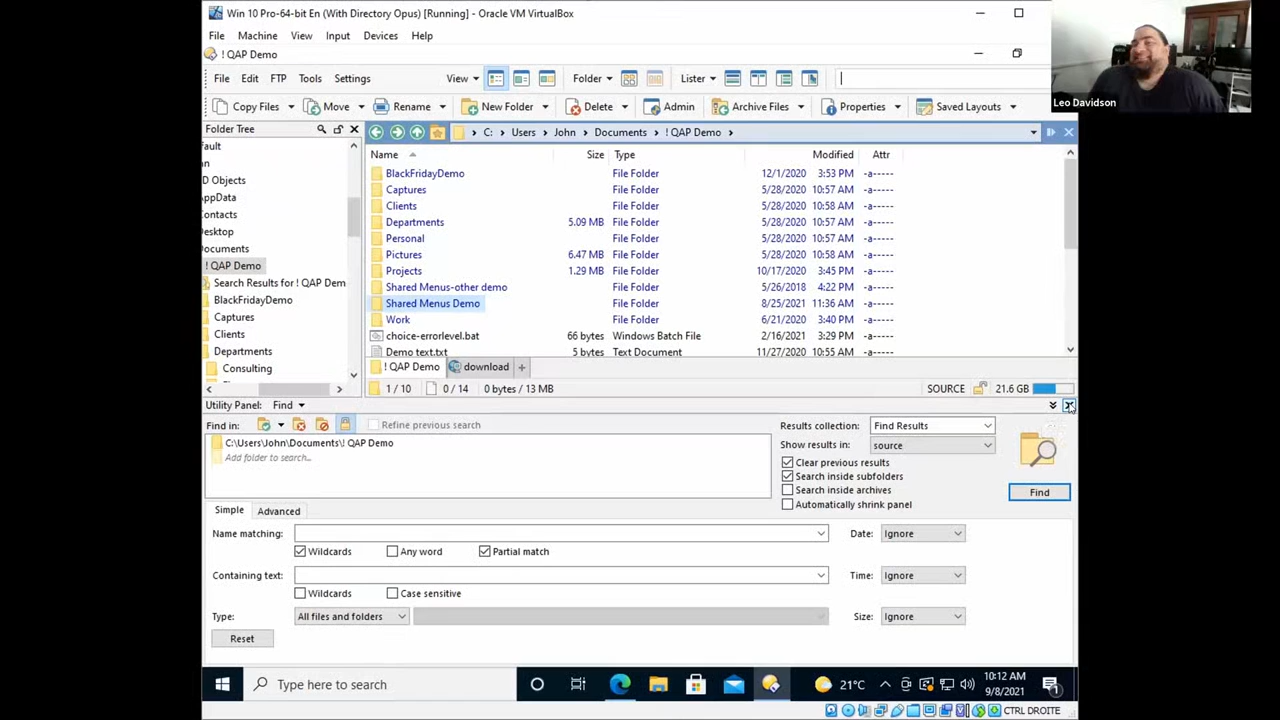 Win 10 Pro-64-bit En (With Directory Opus) [Running] - Oracle VM VirtualBox
File Machine View Input Devices Help
! QAP Demo
File Edit FTP Tools Settings View Folder Lister
Copy Files Move Rename New Folder Delete Admin Archive Files Properties Saved Layouts
Leo Davidson
Folder Tree
C: Users John Documents ! QAP Demo
fault
an
D Objects
AppData
Contacts
esktop
ocuments
! QAP Demo
Search Results for ! QAP Dem
BlackFridayDemo
Captures
Clients
Departments
Consulting
Name Size Type Modified Attr
BlackFridayDemo File Folder 12/1/2020 3:53 PM -a-----
Captures File Folder 5/28/2020 10:57 AM -a-----
Clients File Folder 5/28/2020 10:58 AM -a-----
Departments 5.09 MB File Folder 5/28/2020 10:57 AM -a-----
Personal File Folder 5/28/2020 10:57 AM -a-----
Pictures 6.47 MB File Folder 5/28/2020 10:58 AM -a-----
Projects 1.29 MB File Folder 10/17/2020 3:45 PM -a-----
Shared Menus-other demo File Folder 5/26/2018 4:22 PM -a-----
Shared Menus Demo File Folder 8/25/2021 11:36 AM -a-----
Work File Folder 6/21/2020 3:40 PM -a-----
choice-errorlevel.bat 66 bytes Windows Batch File 2/16/2021 3:29 PM -a-----
Demo text.txt 5 bytes Text Document 11/27/2020 10:55 AM -a-----
! QAP Demo download +
1 / 10 0 / 14 0 bytes / 13 MB SOURCE 21.6 GB
Utility Panel: Find
Find in: Refine previous search
C:\Users\John\Documents\! QAP Demo
Add folder to search...
Results collection: Find Results
Show results in: source
Clear previous results
Search inside subfolders
Search inside archives
Automatically shrink panel
Find
Simple Advanced
Name matching: Date: Ignore
Wildcards Any word Partial match
Containing text: Time: Ignore
Wildcards Case sensitive
Type: All files and folders Size: Ignore
Reset
Type here to search 21°C 10:12 AM
9/8/2021 1
CTRL DROITE